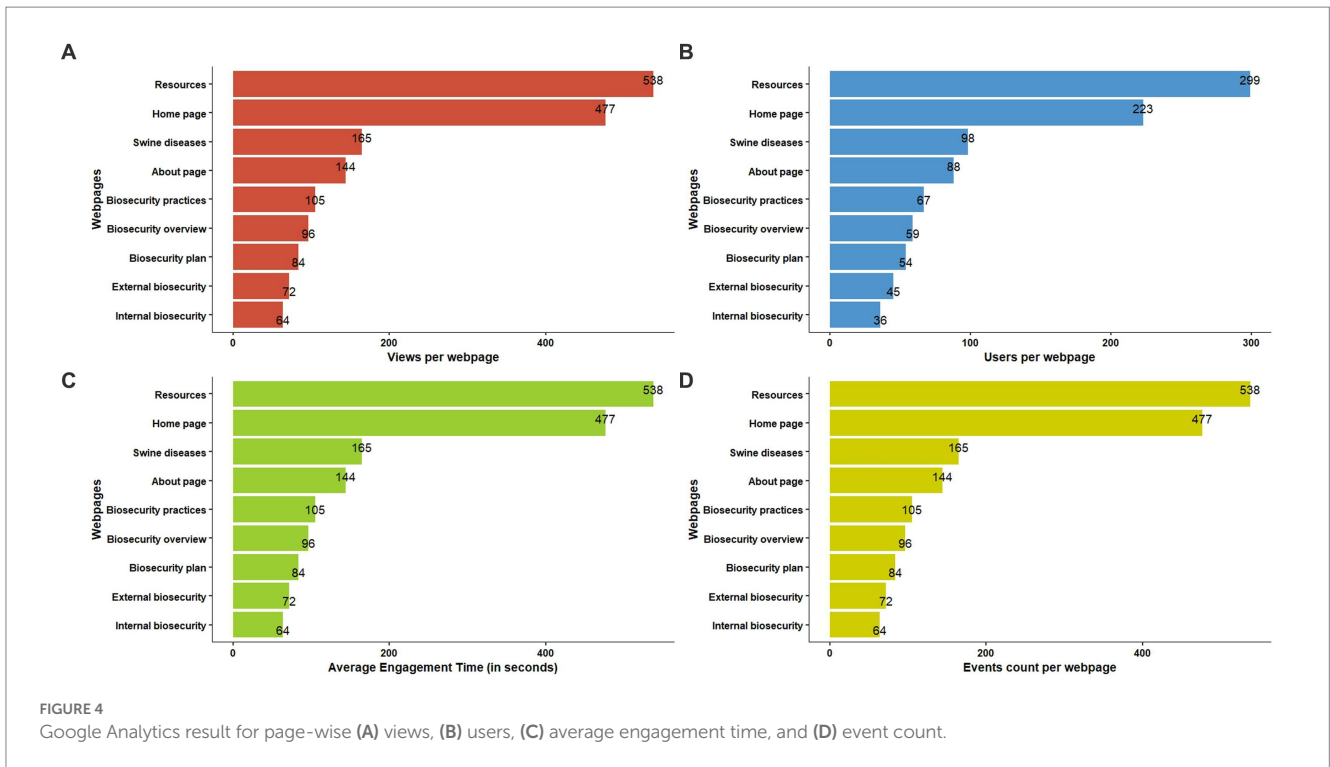 A
Webpages
Resources 538
Home page 477
Swine diseases 165
About page 144
Biosecurity practices 105
Biosecurity overview 96
Biosecurity plan 84
External biosecurity 72
Internal biosecurity 64
0 200 400
Views per webpage
B
Webpages
Resources 299
Home page 223
Swine diseases 98
About page 88
Biosecurity practices 67
Biosecurity overview 59
Biosecurity plan 54
External biosecurity 45
Internal biosecurity 36
0 100 200 300
Users per webpage
C
Webpages
Resources 538
Home page 477
Swine diseases 165
About page 144
Biosecurity practices 105
Biosecurity overview 96
Biosecurity plan 84
External biosecurity 72
Internal biosecurity 64
0 200 400
Average Engagement Time (in seconds)
D
Webpages
Resources 538
Home page 477
Swine diseases 165
About page 144
Biosecurity practices 105
Biosecurity overview 96
Biosecurity plan 84
External biosecurity 72
Internal biosecurity 64
0 200 400
Events count per webpage
FIGURE 4
Google Analytics result for page-wise (A) views, (B) users, (C) average engagement time, and (D) event count.